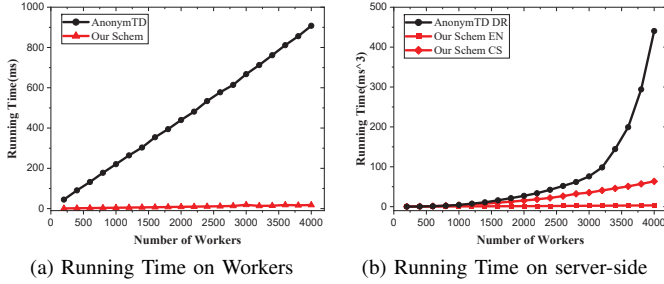 1000
800
600
400
200
0
Running Time(ms)
AnonymTD
Our Schem
0 500 1000 1500 2000 2500 3000 3500 4000
Number of Workers
(a) Running Time on Workers
500
400
300
200
100
0
Running Time(ms^3)
AnonymTD DR
Our Schem EN
Our Schem CS
0 500 1000 1500 2000 2500 3000 3500 4000
Number of Workers
(b) Running Time on server-side